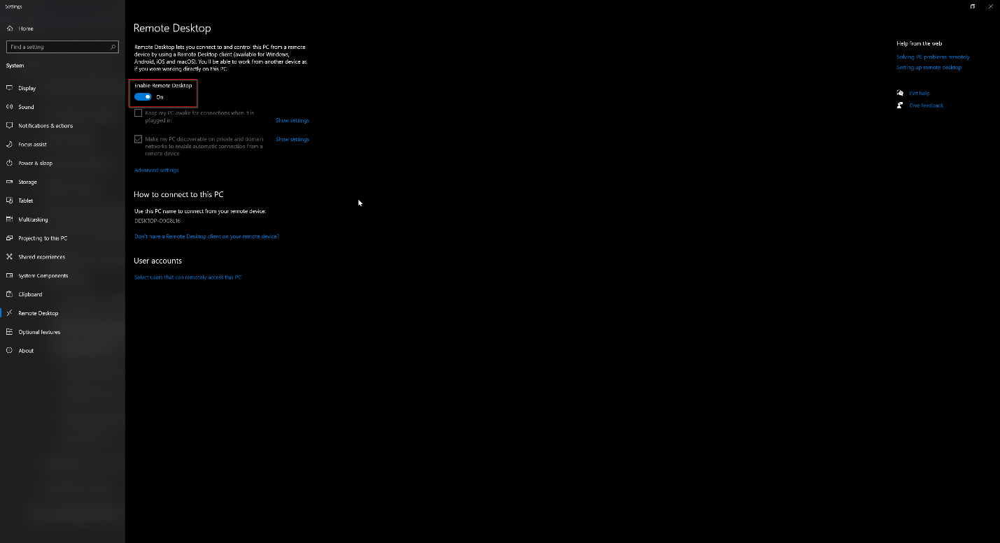 Settings
Home
Find a setting
System
Display
Sound
Notifications & actions
Focus assist
Power & sleep
Storage
Tablet
Multitasking
Projecting to this PC
Shared experiences
System Components
Clipboard
Remote Desktop
Optional features
About
Remote Desktop
Remote Desktop lets you connect to and control this PC from a remote
device by using a Remote Desktop client (available for Windows,
Android, iOS and macOS). You'll be able to work from another device as
if you were working directly on this PC.
Enable Remote Desktop
On
Keep my PC awake for connections when it is
plugged in
Show settings
Make my PC discoverable on private and domain
networks to enable automatic connection from a
remote device
Show settings
Advanced settings
How to connect to this PC
Use this PC name to connect from your remote device:
DESKTOP-O9G8L16
Don't have a Remote Desktop client on your remote device?
User accounts
Select users that can remotely access this PC
Help from the web
Solving PC problems remotely
Setting up remote desktop
Get help
Give feedback